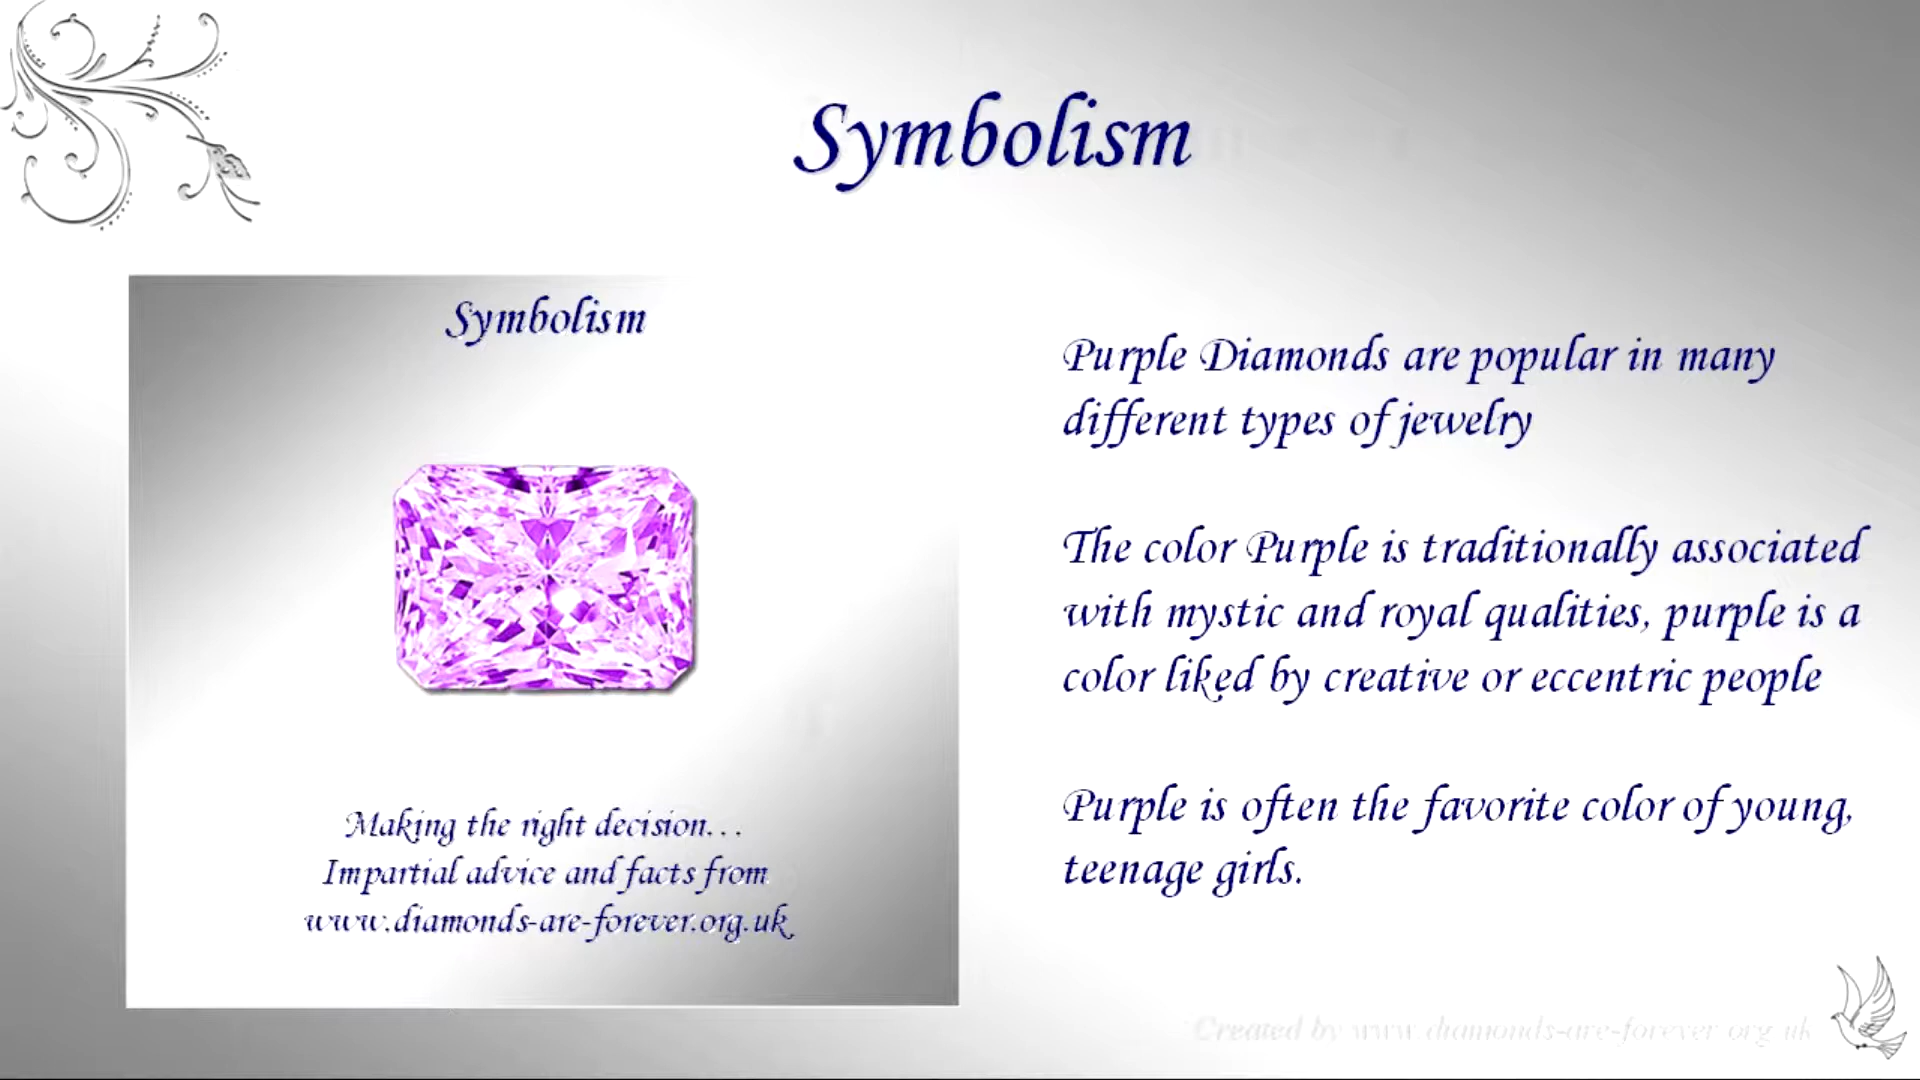 Symbolism
Symbolism
Making the right decision...
Impartial advice and facts from
www.diamonds-are-forever.org.uk
Purple Diamonds are popular in many
different types of jewelry
The color Purple is traditionally associated
with mystic and royal qualities, purple is a
color liked by creative or eccentric people
Purple is often the favorite color of young,
teenage girls.
Created by www.diamonds-are-forever.org.uk